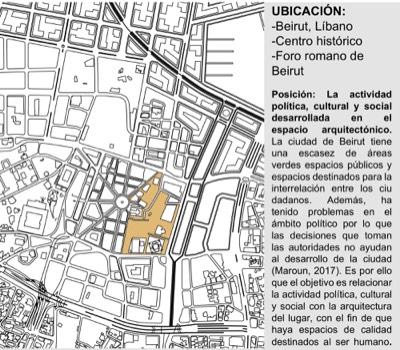 UBICACIÓN:
-Beirut, Líbano
-Centro histórico
-Foro romano de
Beirut
Posición: La actividad
política, cultural y social
desarrollada en el
espacio arquitectónico.
La ciudad de Beirut tiene
una escasez de áreas
verdes espacios públicos y
espacios destinados para la
interrelación entre los ciu
dadanos. Además, ha
tenido problemas en el
ámbito político por lo que
las decisiones que toman
las autoridades no ayudan
al desarrollo de la ciudad
(Maroun, 2017). Es por ello
que el objetivo es relacionar
la actividad política, cultural
y social con la arquitectura
del lugar, con el fin de que
haya espacios de calidad
destinados al ser humano.